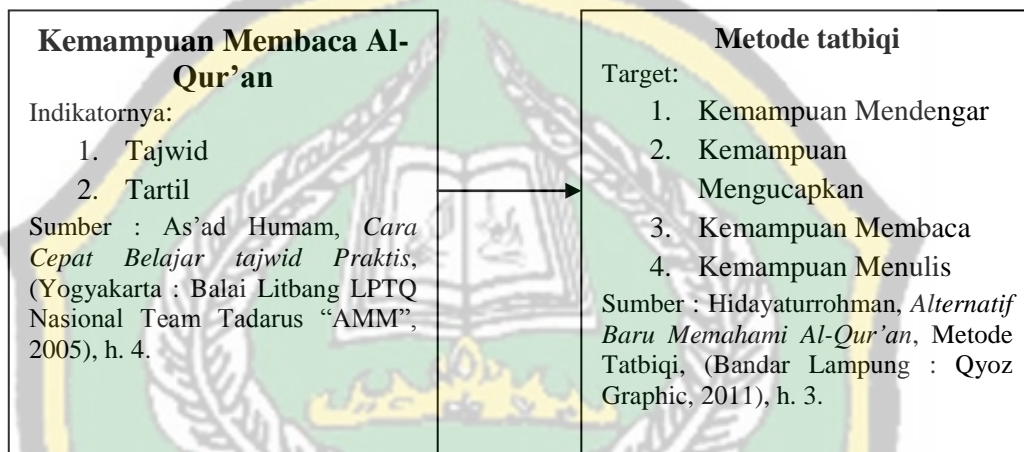 Kemampuan Membaca Al-
Qur’an
Indikatornya:
1. Tajwid
2. Tartil
Sumber : As’ad Humam, Cara
Cepat Belajar tajwid Praktis,
(Yogyakarta : Balai Litbang LPTQ
Nasional Team Tadarus “AMM”,
2005), h. 4.
Metode tatbiqi
Target:
1. Kemampuan Mendengar
2. Kemampuan
Mengucapkan
3. Kemampuan Membaca
4. Kemampuan Menulis
Sumber : Hidayaturrohman, Alternatif
Baru Memahami Al-Qur’an, Metode
Tatbiqi, (Bandar Lampung : Qyoz
Graphic, 2011), h. 3.